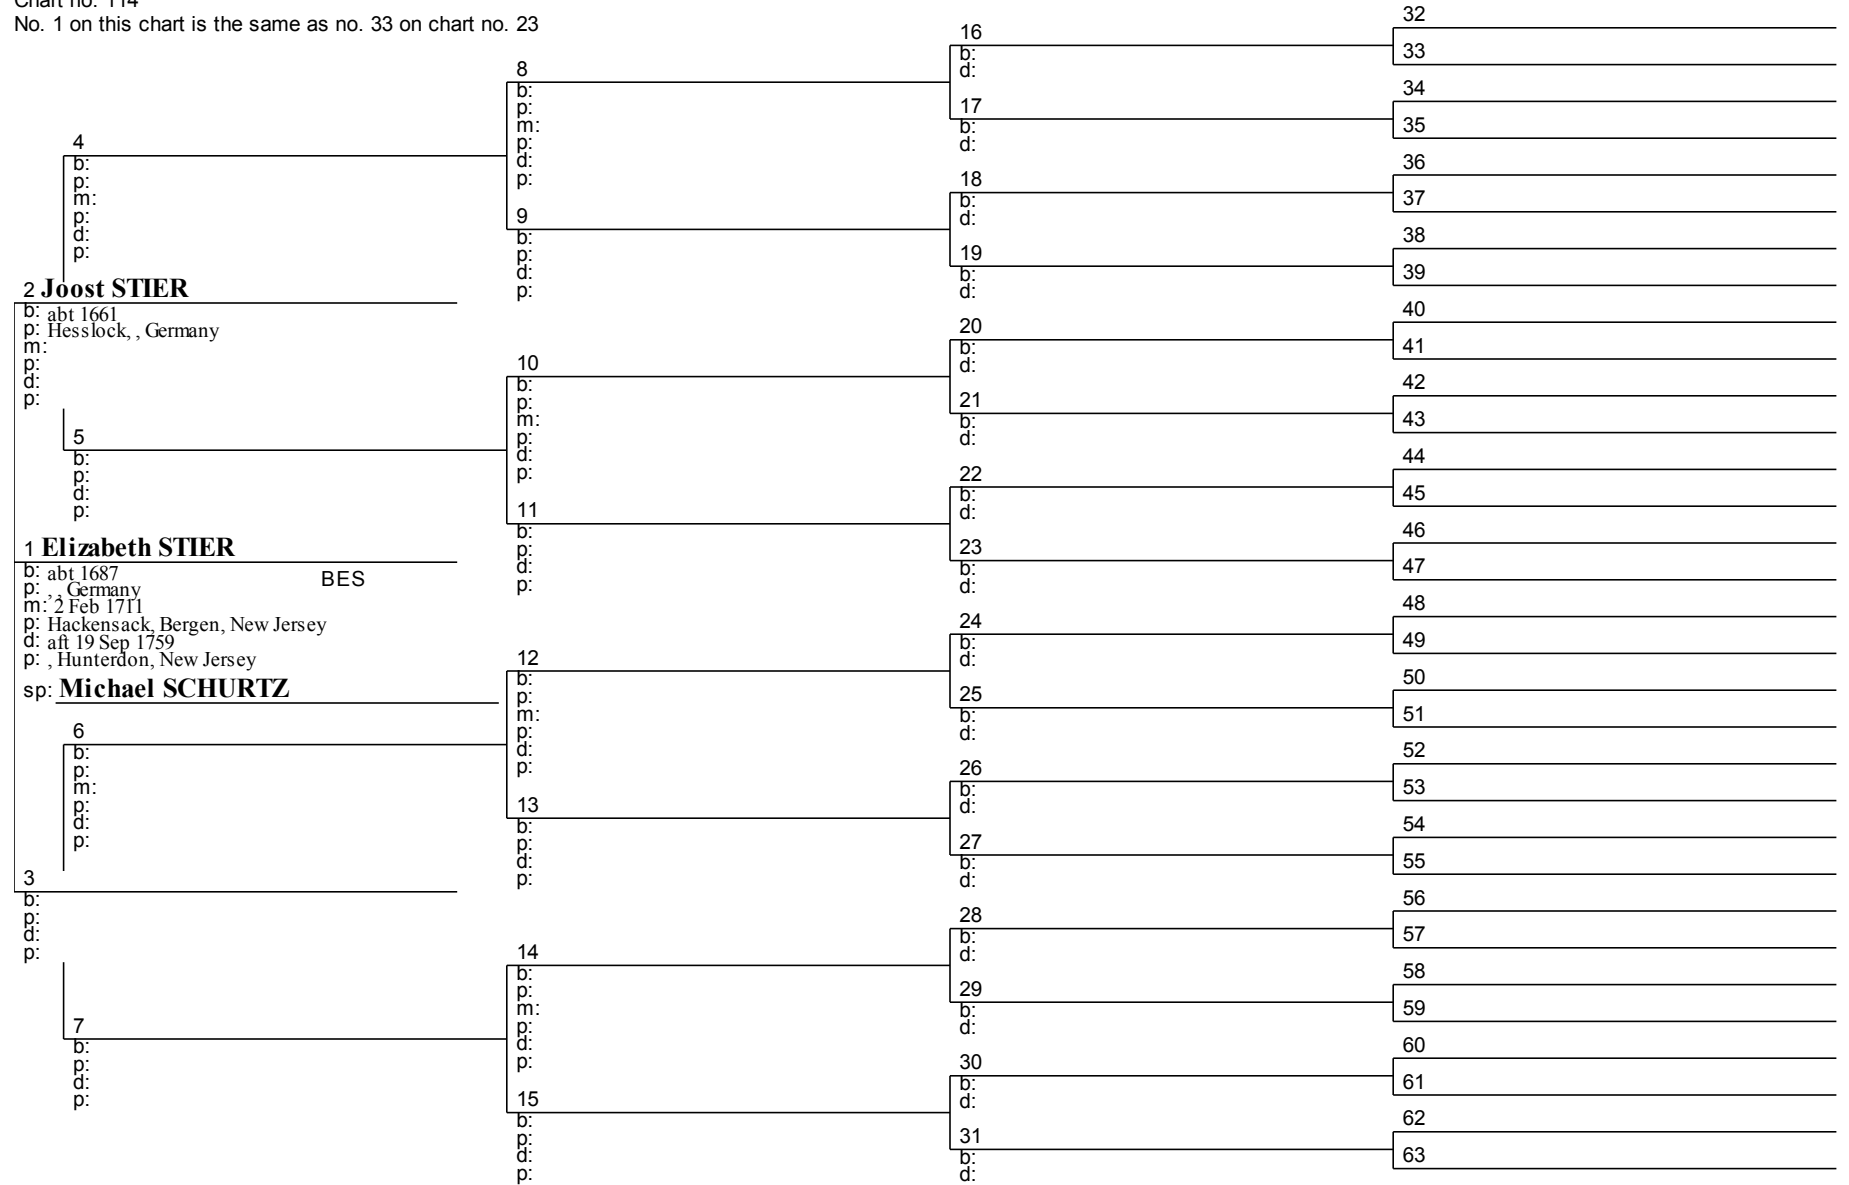 Chart no. 114
No. 1 on this chart is the same as no. 33 on chart no. 23
4
b:
p:
m:
p:
d:
p:
2 Joost STIER
b: abt 1661
p: Hesslock, , Germany
m:
p:
d:
p:
5
b:
p:
d:
p:
1 Elizabeth STIER
b: abt 1687 BES
p: , , Germany
m: 2 Feb 1711
p: Hackensack, Bergen, New Jersey
d: aft 19 Sep 1759
p: , Hunterdon, New Jersey
sp: Michael SCHURTZ
6
b:
p:
m:
p:
d:
p:
3
b:
p:
d:
p:
7
b:
p:
d:
p:
8
b:
p:
m:
p:
d:
p:
9
b:
p:
d:
p:
10
b:
p:
m:
p:
d:
p:
11
b:
p:
d:
p:
12
b:
p:
m:
p:
d:
p:
13
b:
p:
d:
p:
14
b:
p:
m:
p:
d:
p:
15
b:
p:
d:
p:
16
b:
d:
17
b:
d:
18
b:
d:
19
b:
d:
20
b:
d:
21
b:
d:
22
b:
d:
23
b:
d:
24
b:
d:
25
b:
d:
26
b:
d:
27
b:
d:
28
b:
d:
29
b:
d:
30
b:
d:
31
b:
d:
32
33
34
35
36
37
38
39
40
41
42
43
44
45
46
47
48
49
50
51
52
53
54
55
56
57
58
59
60
61
62
63